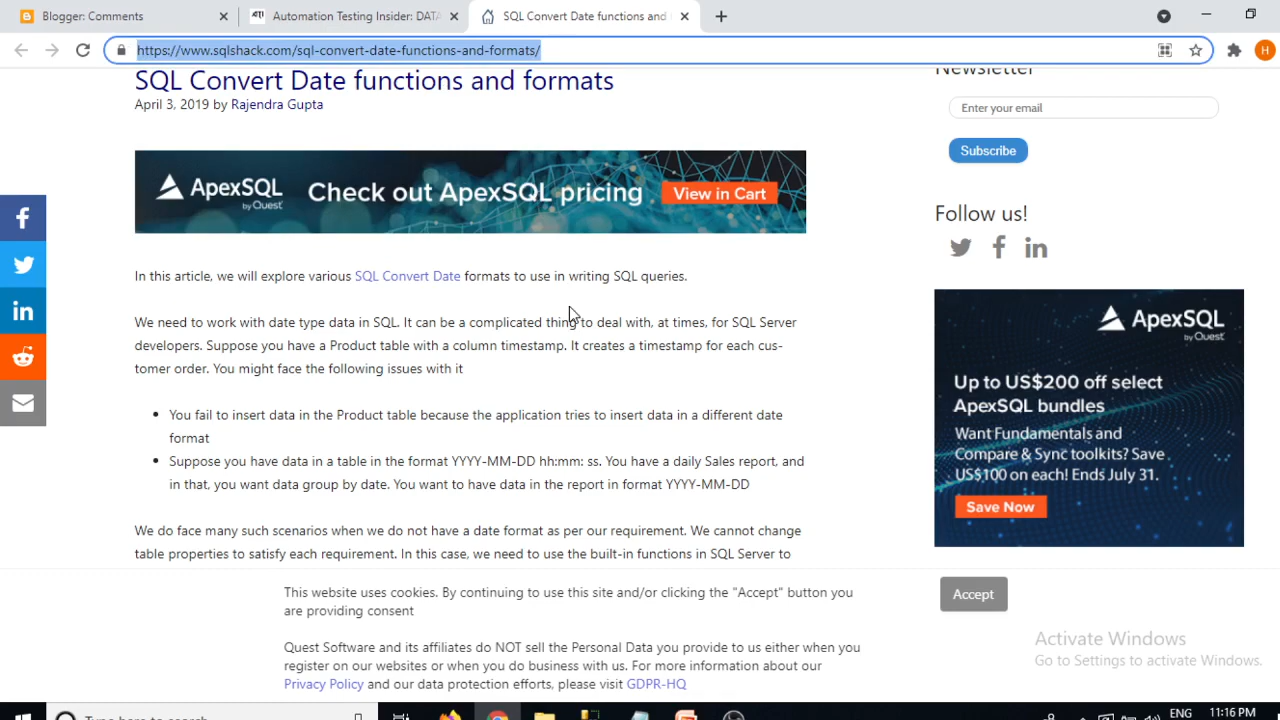 Blogger: Comments
ATI Automation Testing Insider: DATA
SQL Convert Date functions and
https://www.sqlshack.com/sql-convert-date-functions-and-formats/
H
SQL Convert Date functions and formats
April 3, 2019 by Rajendra Gupta
ApexSQL
by Quest
Check out ApexSQL pricing
View in Cart
In this article, we will explore various SQL Convert Date formats to use in writing SQL queries.
We need to work with date type data in SQL. It can be a complicated thing to deal with, at times, for SQL Server
developers. Suppose you have a Product table with a column timestamp. It creates a timestamp for each cus-
tomer order. You might face the following issues with it
• You fail to insert data in the Product table because the application tries to insert data in a different date
format
• Suppose you have data in a table in the format YYYY-MM-DD hh:mm: ss. You have a daily Sales report, and
in that, you want data group by date. You want to have data in the report in format YYYY-MM-DD
We do face many such scenarios when we do not have a date format as per our requirement. We cannot change
table properties to satisfy each requirement. In this case, we need to use the built-in functions in SQL Server to
Newsletter
Enter your email
Subscribe
Follow us!
ApexSQL
by Quest
Up to US$200 off select
ApexSQL bundles
Want Fundamentals and
Compare & Sync toolkits? Save
US$100 on each! Ends July 31.
Save Now
This website uses cookies. By continuing to use this site and/or clicking the "Accept" button you
are providing consent
Quest Software and its affiliates do NOT sell the Personal Data you provide to us either when you
register on our websites or when you do business with us. For more information about our
Privacy Policy and our data protection efforts, please visit GDPR-HQ
Accept
Activate Windows
Go to Settings to activate Windows.
Type here to search
ENG
11:16 PM